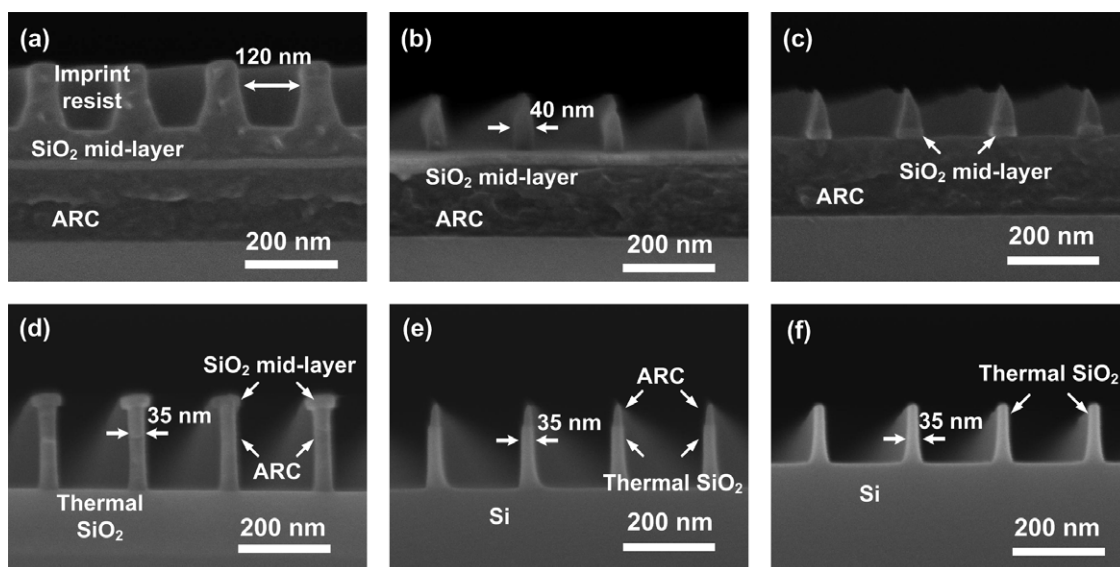 (a)
120 nm
Imprint
resist
SiO₂ mid-layer
ARC
200 nm
(b)
40 nm
SiO₂ mid-layer
ARC
200 nm
(c)
SiO₂ mid-layer
ARC
200 nm
(d)
SiO₂ mid-layer
35 nm
ARC
Thermal
SiO₂
200 nm
(e)
ARC
35 nm
Thermal SiO₂
Si
200 nm
(f)
Thermal SiO₂
35 nm
Si
200 nm